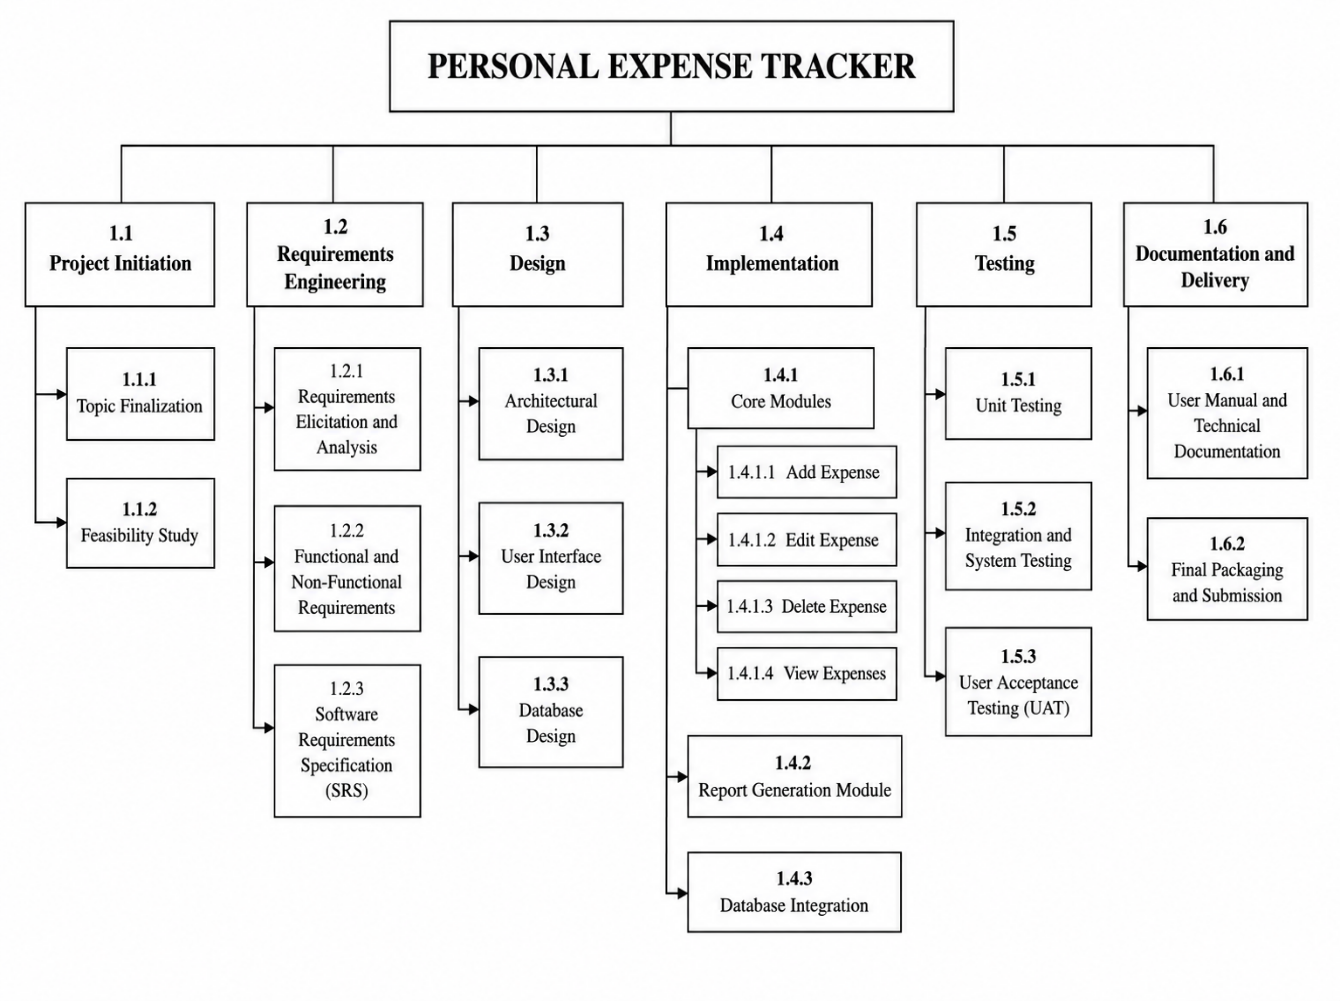 PERSONAL EXPENSE TRACKER
1.1
Project Initiation
1.1.1
Topic Finalization
1.1.2
Feasibility Study
1.2
Requirements
Engineering
1.2.1
Requirements
Elicitation and
Analysis
1.2.2
Functional and
Non-Functional
Requirements
1.2.3
Software
Requirements
Specification
(SRS)
1.3
Design
1.3.1
Architectural
Design
1.3.2
User Interface
Design
1.3.3
Database
Design
1.4
Implementation
1.4.1
Core Modules
1.4.1.1 Add Expense
1.4.1.2 Edit Expense
1.4.1.3 Delete Expense
1.4.1.4 View Expenses
1.4.2
Report Generation Module
1.4.3
Database Integration
1.5
Testing
1.5.1
Unit Testing
1.5.2
Integration and
System Testing
1.5.3
User Acceptance
Testing (UAT)
1.6
Documentation and
Delivery
1.6.1
User Manual and
Technical
Documentation
1.6.2
Final Packaging
and Submission